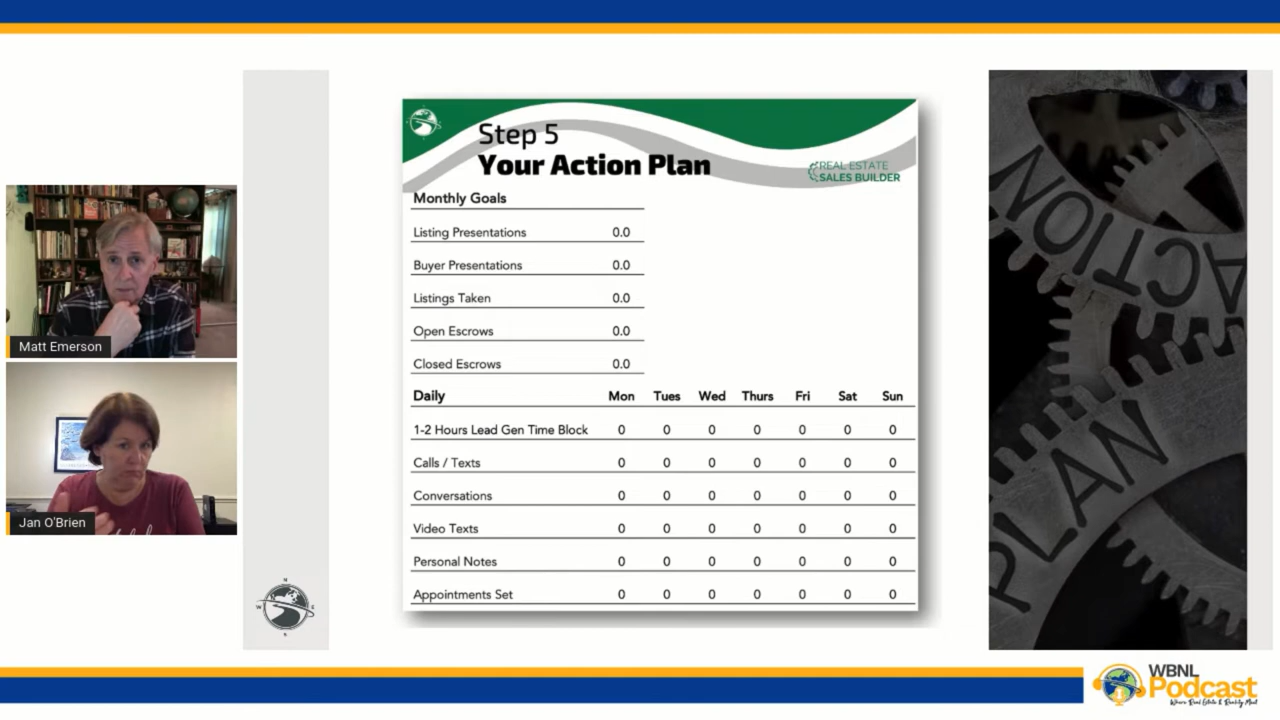 Step 5
Your Action Plan
REAL ESTATE
SALES BUILDER
Monthly Goals
Listing Presentations 0.0
Buyer Presentations 0.0
Listings Taken 0.0
Open Escrows 0.0
Closed Escrows 0.0
Daily Mon Tues Wed Thurs Fri Sat Sun
1-2 Hours Lead Gen Time Block 0 0 0 0 0 0 0
Calls / Texts 0 0 0 0 0 0 0
Conversations 0 0 0 0 0 0 0
Video Texts 0 0 0 0 0 0 0
Personal Notes 0 0 0 0 0 0 0
Appointments Set 0 0 0 0 0 0 0
Matt Emerson
Jan O'Brien
N
W E
S
ACTION
PLAN
WBNL
Podcast
Where Real Estate & Reality Meet